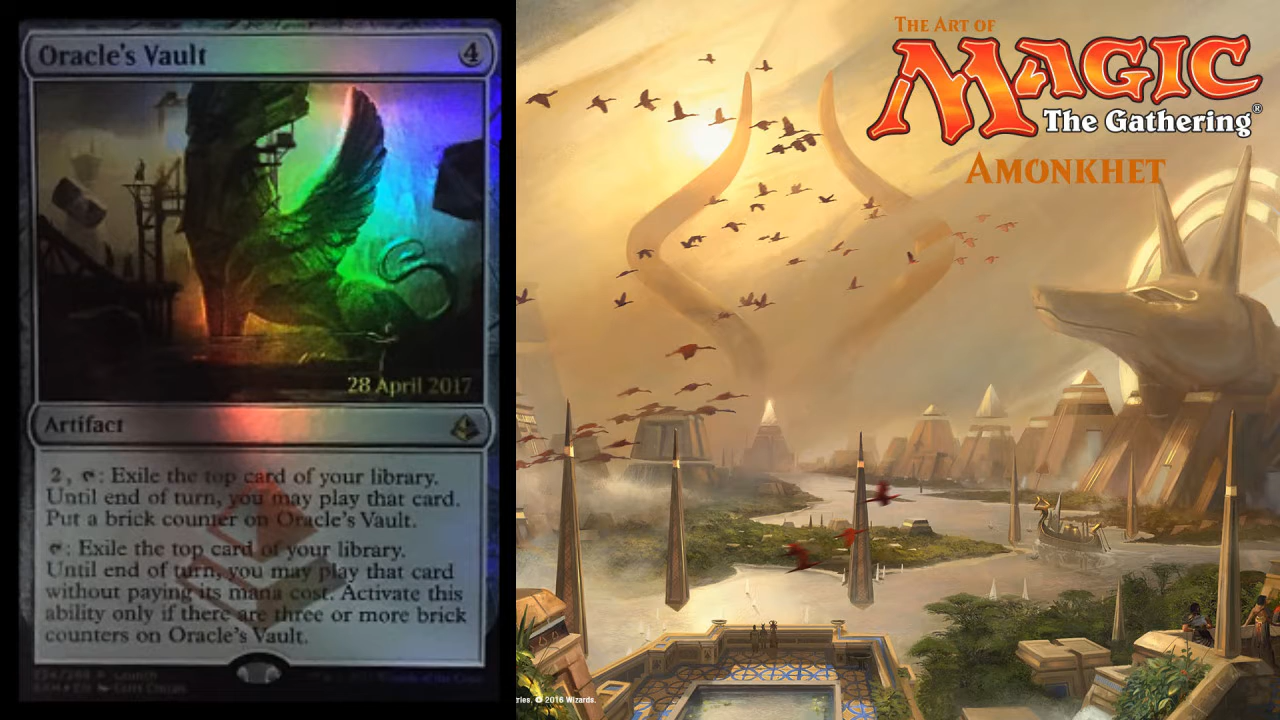 Oracle's Vault 4
28 April 2017
Artifact
2, : Exile the top card of your library.
Until end of turn, you may play that card.
Put a brick counter on Oracle's Vault.
: Exile the top card of your library.
Until end of turn, you may play that card
without paying its mana cost. Activate this
ability only if there are three or more brick
counters on Oracle's Vault.
The Art of
Magic
The Gathering®
Amonkhet
© 2016 Wizards.